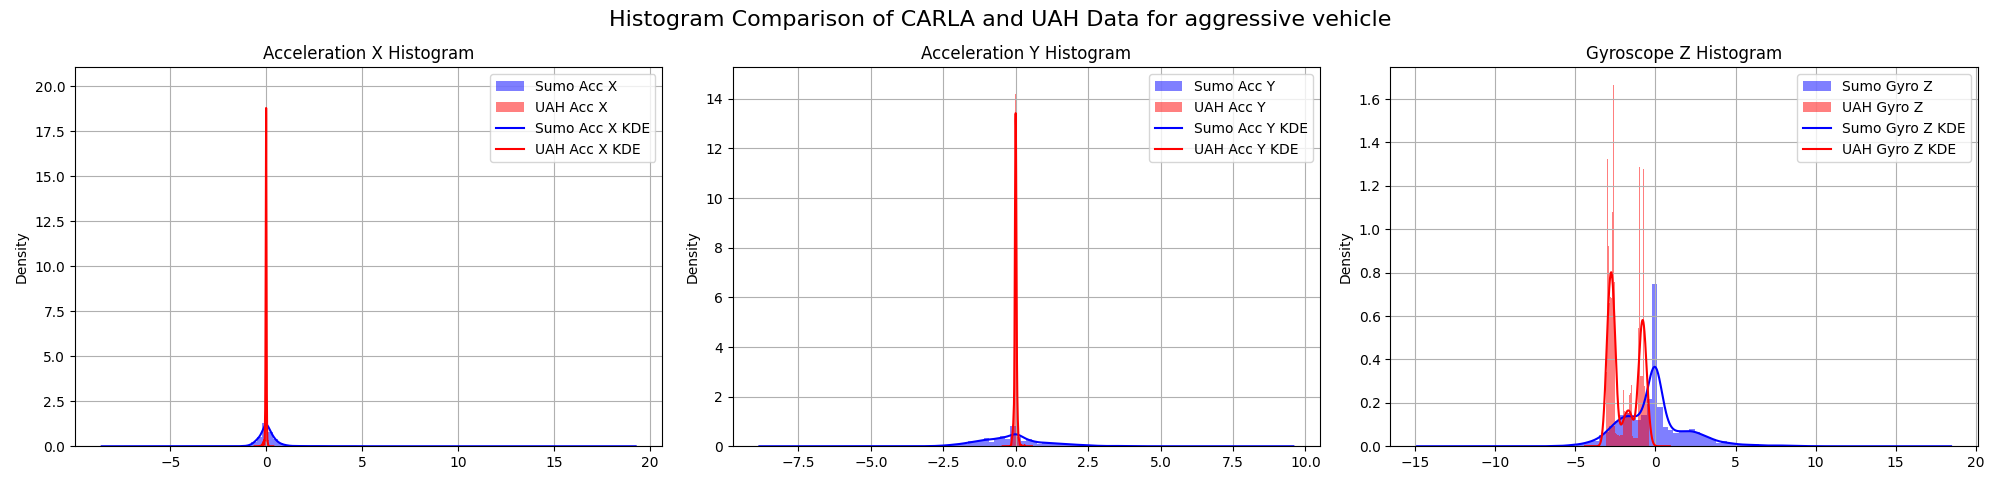 Histogram Comparison of CARLA and UAH Data for aggressive vehicle
Acceleration X Histogram
Density
20.0
17.5
15.0
12.5
10.0
7.5
5.0
2.5
0.0
−5
0
5
10
15
20
Sumo Acc X
UAH Acc X
Sumo Acc X KDE
UAH Acc X KDE
Acceleration Y Histogram
Density
14
12
10
8
6
4
2
0
−7.5
−5.0
−2.5
0.0
2.5
5.0
7.5
10.0
Sumo Acc Y
UAH Acc Y
Sumo Acc Y KDE
UAH Acc Y KDE
Gyroscope Z Histogram
Density
1.6
1.4
1.2
1.0
0.8
0.6
0.4
0.2
0.0
−15
−10
−5
0
5
10
15
20
Sumo Gyro Z
UAH Gyro Z
Sumo Gyro Z KDE
UAH Gyro Z KDE